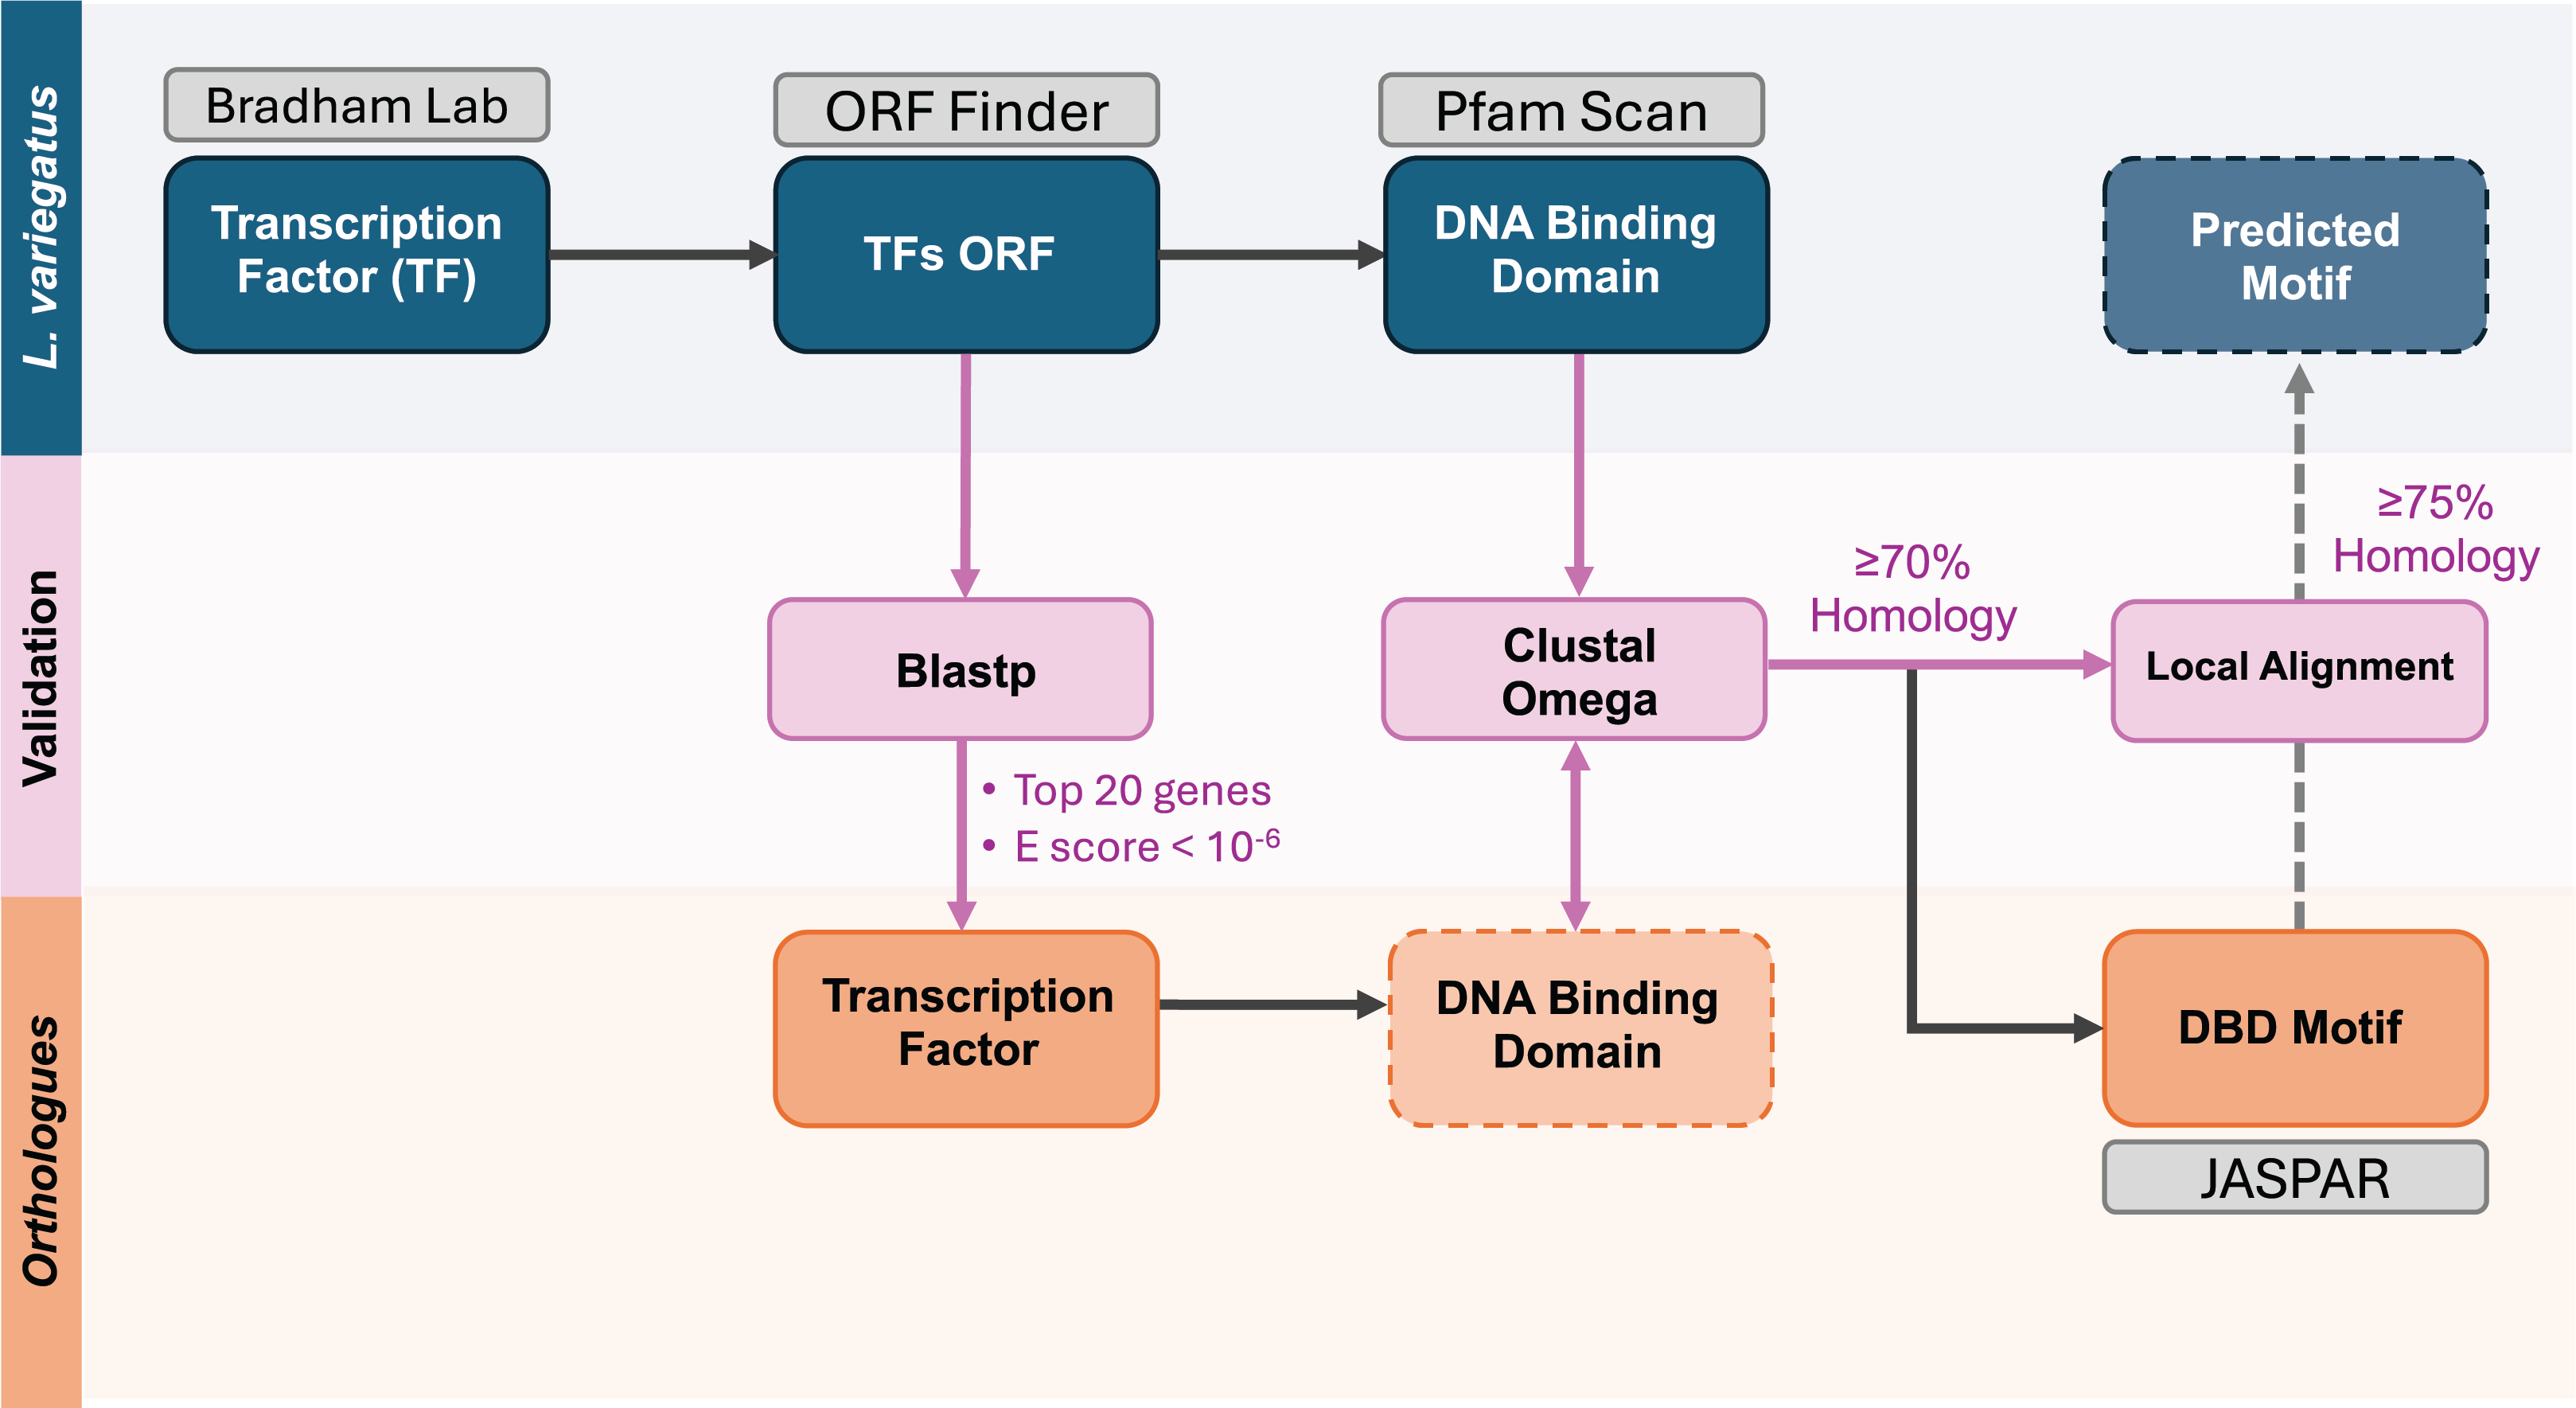 L. variegatus
Bradham Lab
ORF Finder
Pfam Scan
Transcription
Factor (TF)
TFs ORF
DNA Binding
Domain
Predicted
Motif
Validation
Blastp
Clustal
Omega
≥70%
Homology
Local Alignment
≥75%
Homology
• Top 20 genes
• E score < 10⁻⁶
Orthologues
Transcription
Factor
DNA Binding
Domain
DBD Motif
JASPAR